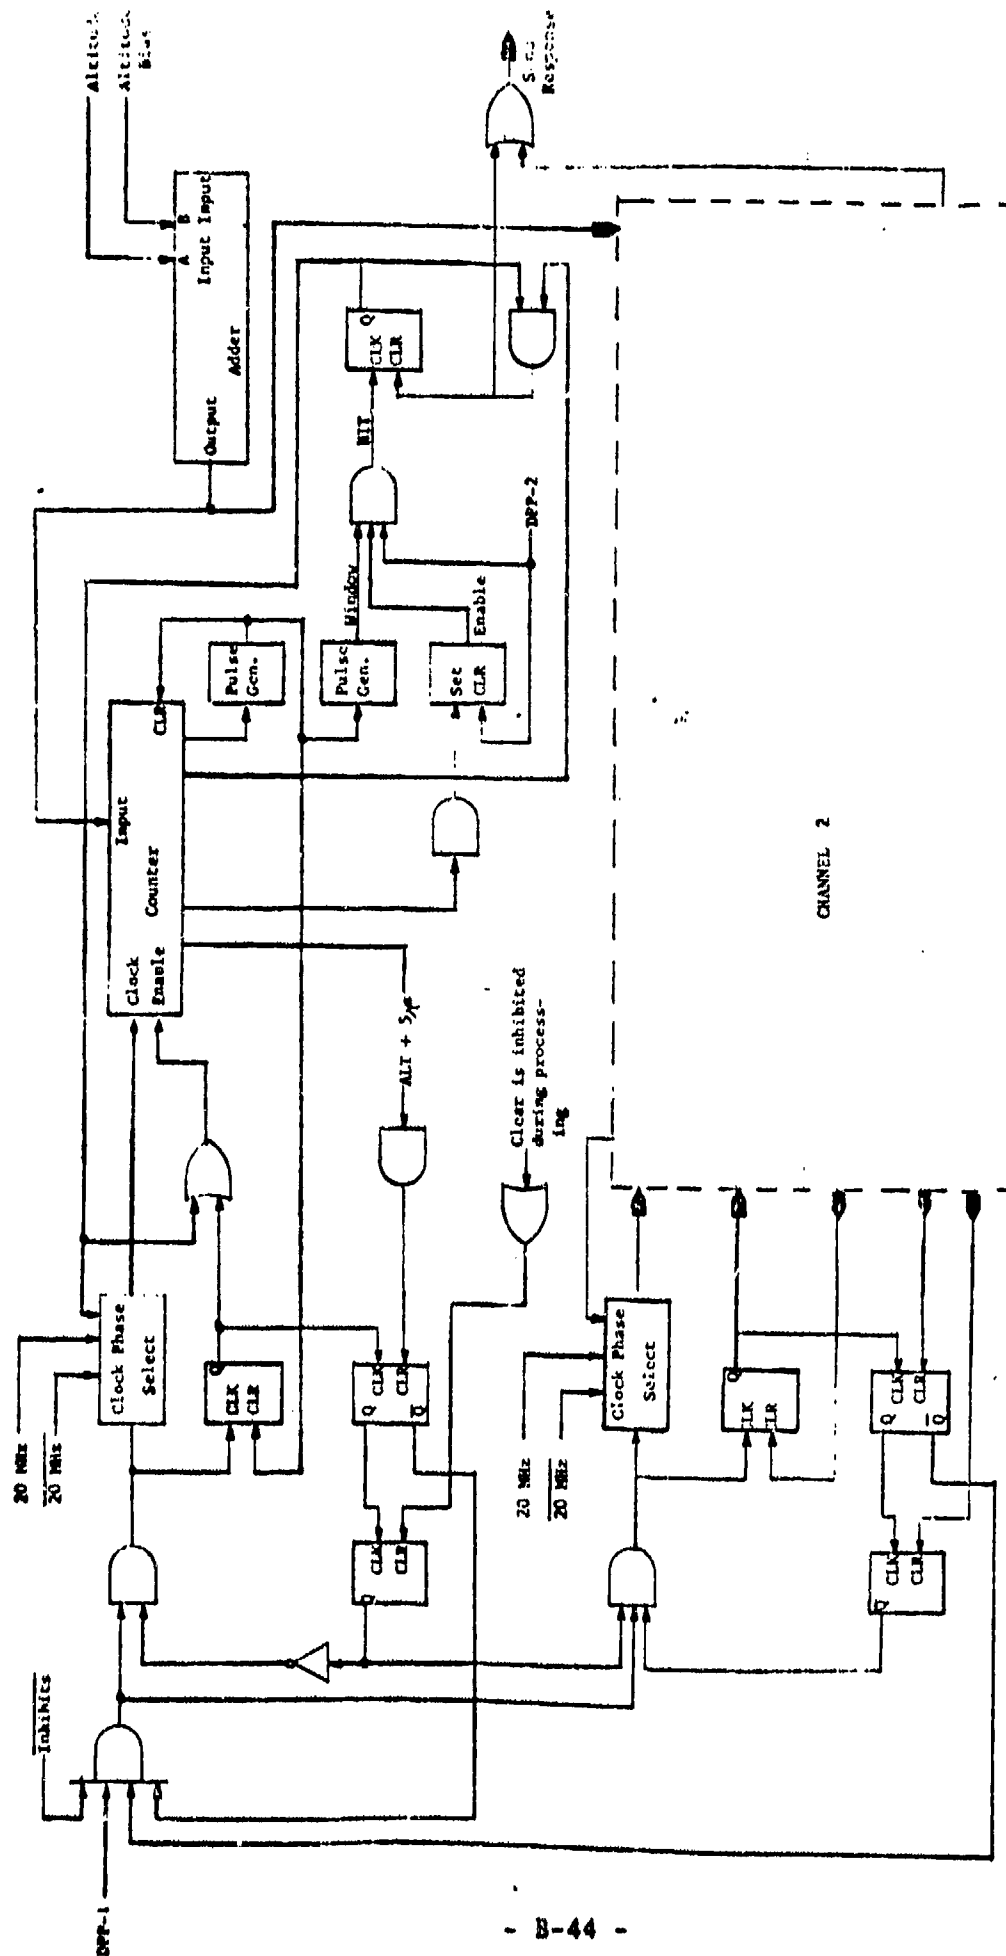 Altitude
Altitude
Bias
A B
Input Input
Adder
Output
Send
Response
Input
CLR
Counter
Clock
Enable
Pulse
Gen.
Pulse
Gen.
Window
HIT
Q
CLK
CLR
DPP-2
Set
CLR
Enable
ALT + 5
Clear is inhibited
during process-
ing
20 MHz
20 MHz
Clock Phase
Select
Q
CLK
CLR
CLK
CLR
Q
Q
CLK
CLR
Q
Inhibits
DPP-1
CHANNEL 2
20 MHz
20 MHz
Clock Phase
Select
Q
CLK
CLR
CLK
CLR
Q
Q
CLK
CLR
Q
- B-44 -